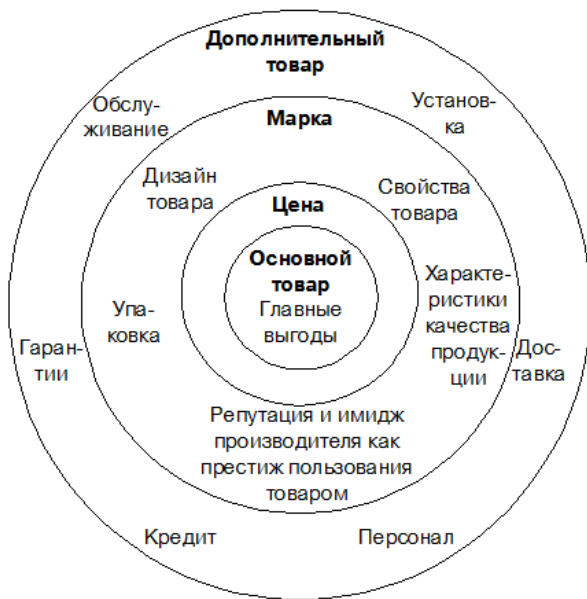 Дополнительный
товар
Обслу-
живание
Установ-
ка
Марка
Дизайн
товара
Свойства
товара
Цена
Основной
товар
Главные
выгоды
Упа-
ковка
Характе-
ристики
качества
продук-
ции
Гаран-
тии
Дос-
тавка
Репутация и имидж
производителя как
престиж пользования
товаром
Кредит
Персонал